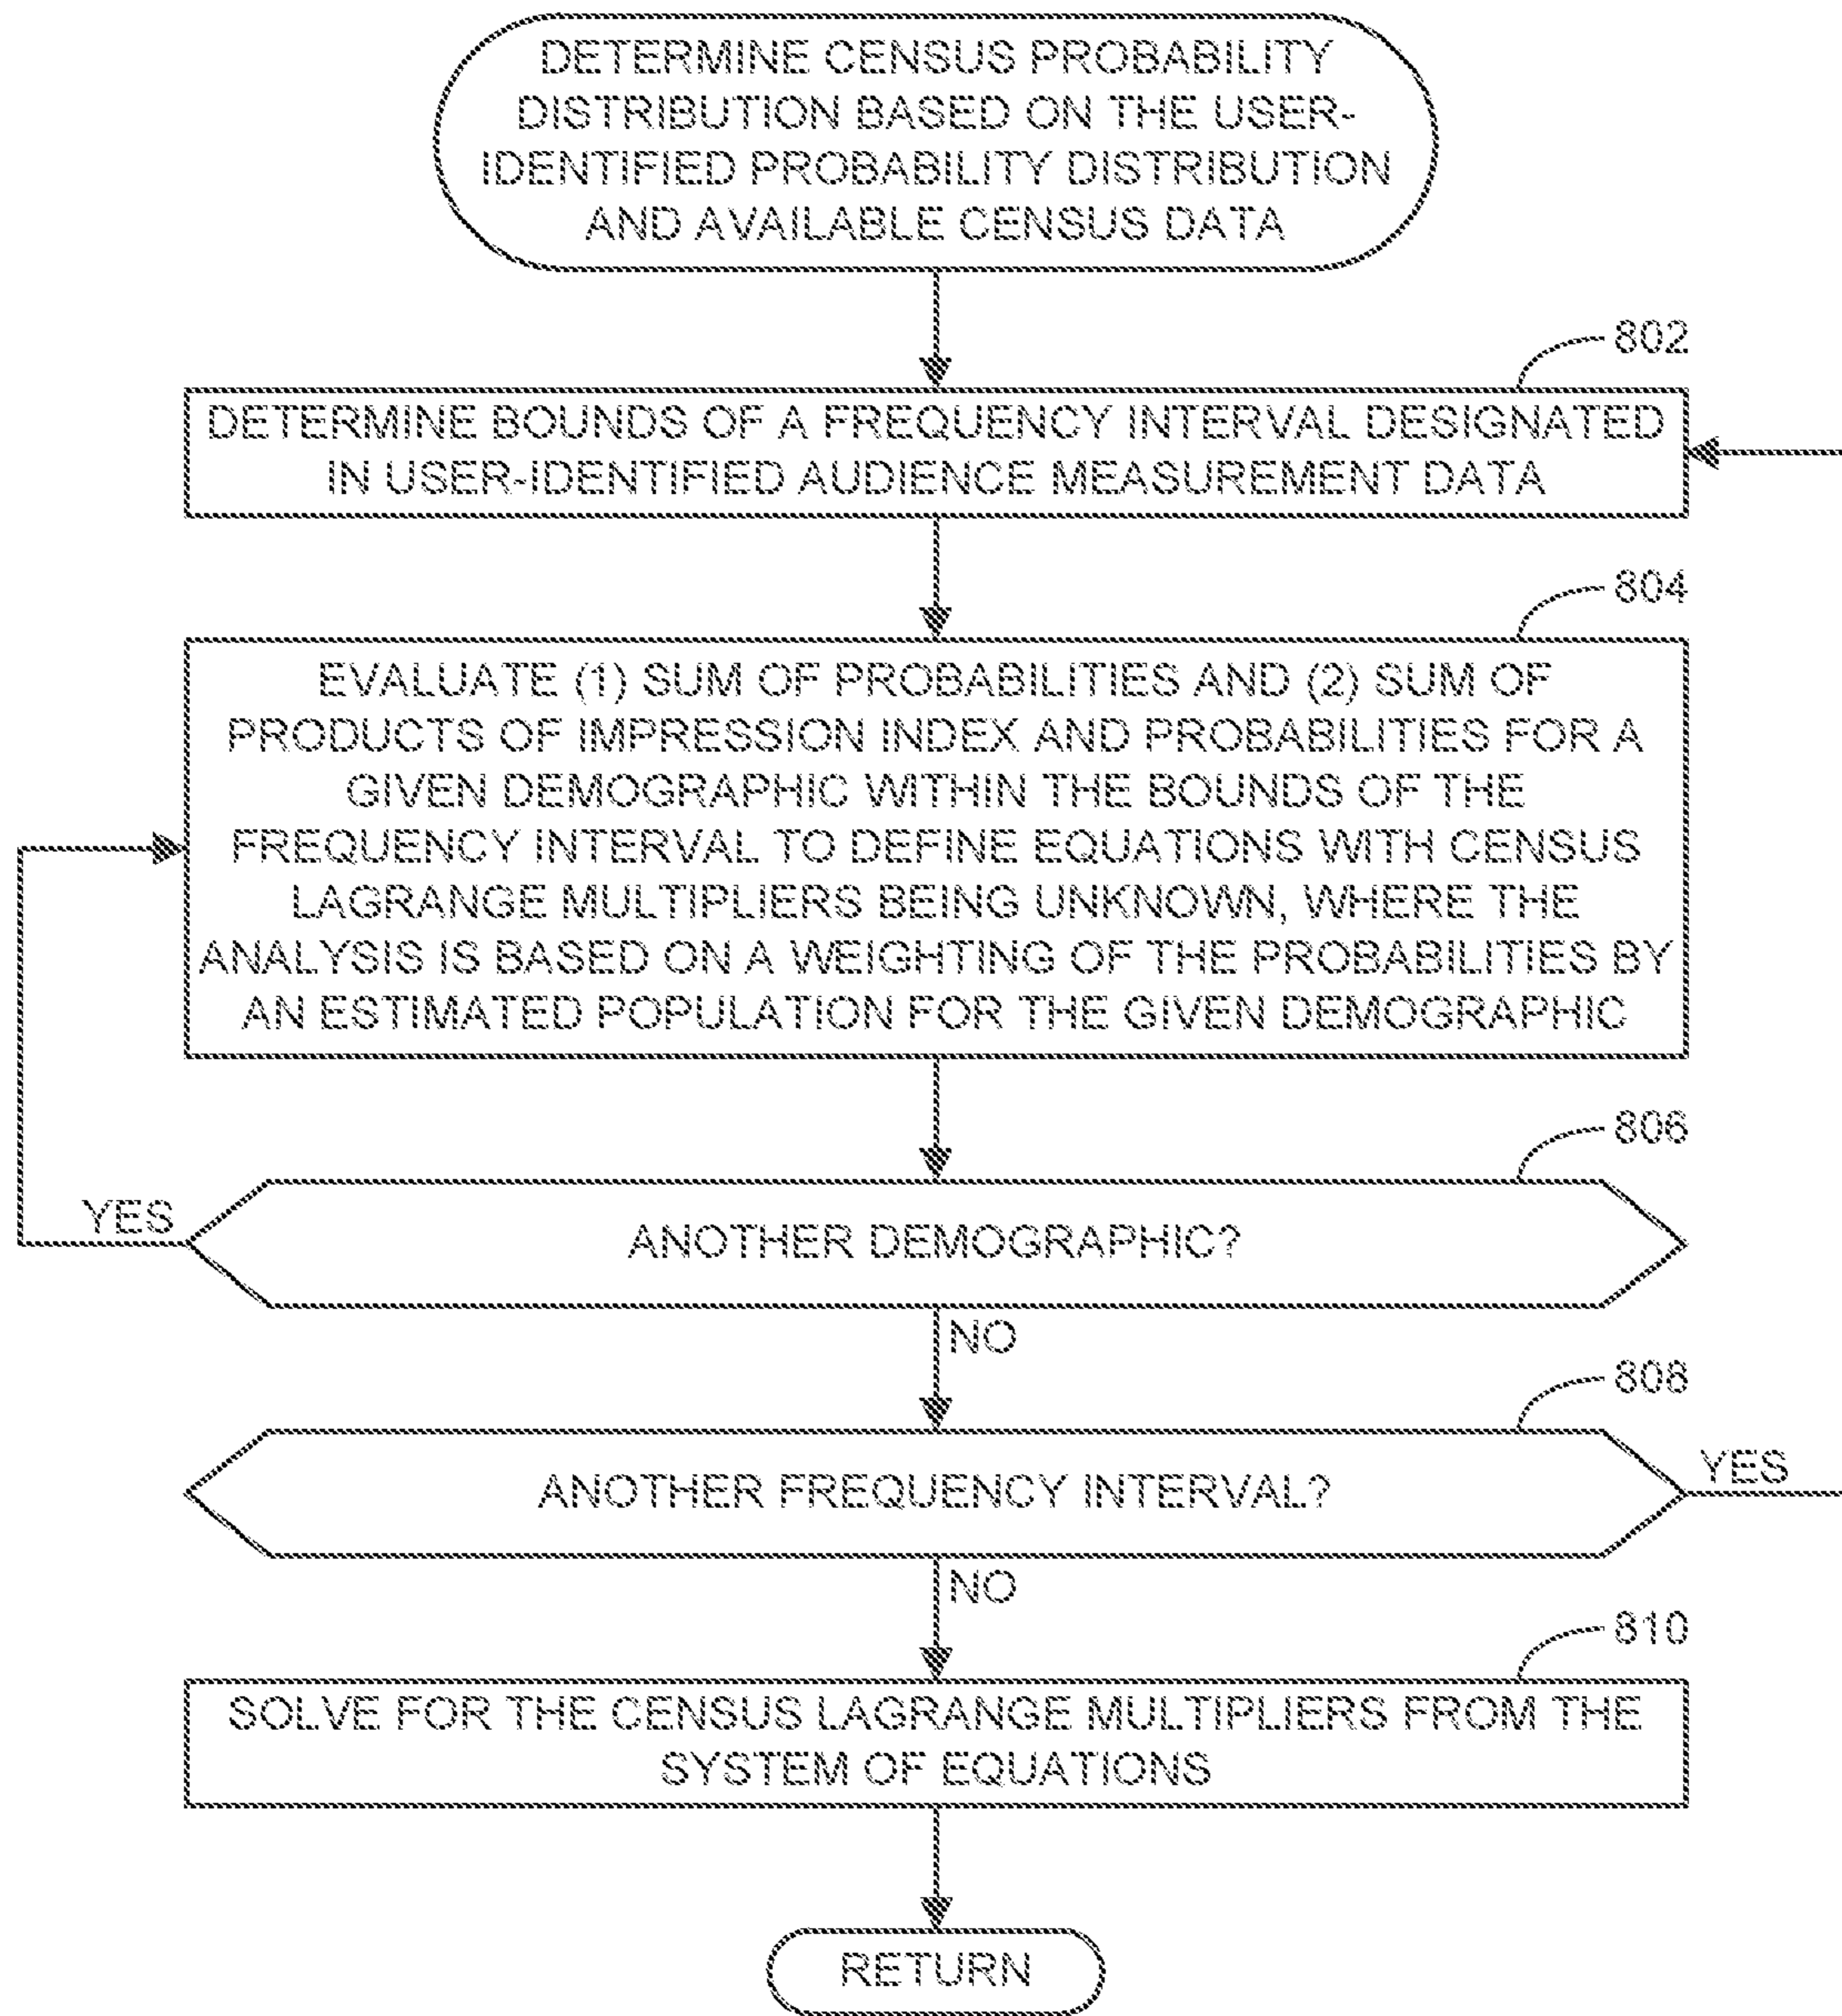 DETERMINE CENSUS PROBABILITY
DISTRIBUTION BASED ON THE USER-
IDENTIFIED PROBABILITY DISTRIBUTION
AND AVAILABLE CENSUS DATA
802
DETERMINE BOUNDS OF A FREQUENCY INTERVAL DESIGNATED
IN USER-IDENTIFIED AUDIENCE MEASUREMENT DATA
804
EVALUATE (1) SUM OF PROBABILITIES AND (2) SUM OF
PRODUCTS OF IMPRESSION INDEX AND PROBABILITIES FOR A
GIVEN DEMOGRAPHIC WITHIN THE BOUNDS OF THE
FREQUENCY INTERVAL TO DEFINE EQUATIONS WITH CENSUS
LAGRANGE MULTIPLIERS BEING UNKNOWN, WHERE THE
ANALYSIS IS BASED ON A WEIGHTING OF THE PROBABILITIES BY
AN ESTIMATED POPULATION FOR THE GIVEN DEMOGRAPHIC
806
YES
ANOTHER DEMOGRAPHIC?
NO
808
ANOTHER FREQUENCY INTERVAL?
YES
NO
810
SOLVE FOR THE CENSUS LAGRANGE MULTIPLIERS FROM THE
SYSTEM OF EQUATIONS
RETURN